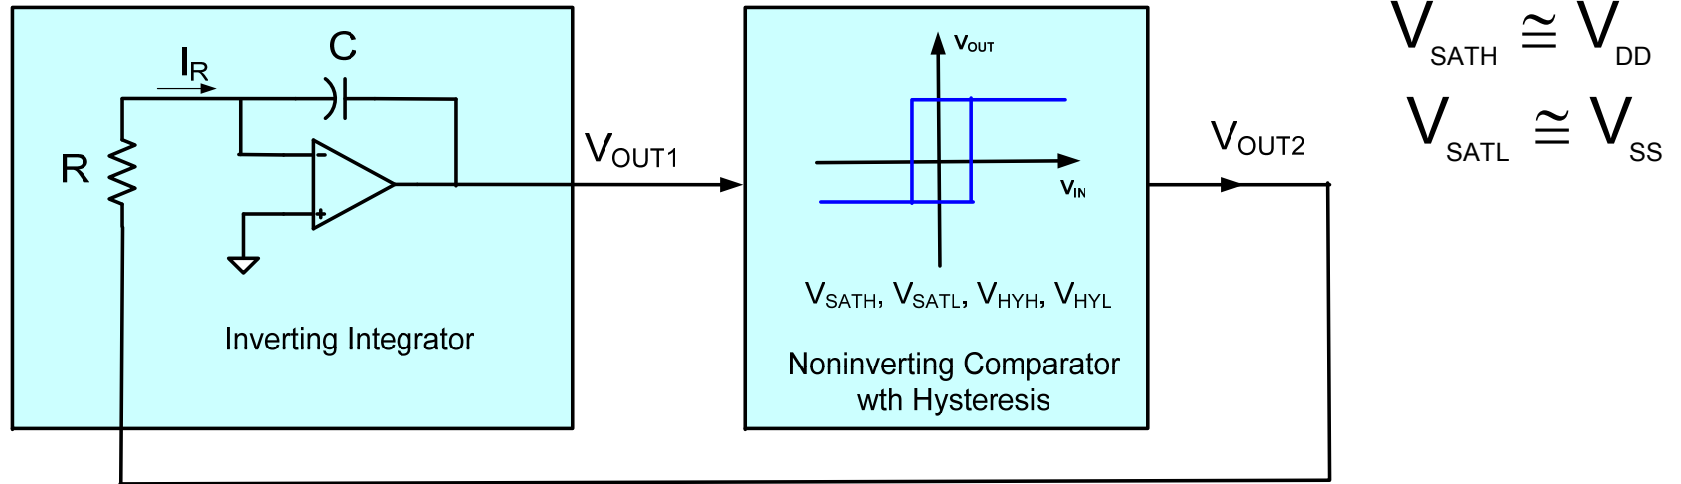 C
I_R
R
−
+
Inverting Integrator
V_OUT1
V_OUT
V_IN
V_SATH, V_SATL, V_HYH, V_HYL
Noninverting Comparator
wth Hysteresis
V_OUT2
V_SATH ≅ V_DD
V_SATL ≅ V_SS